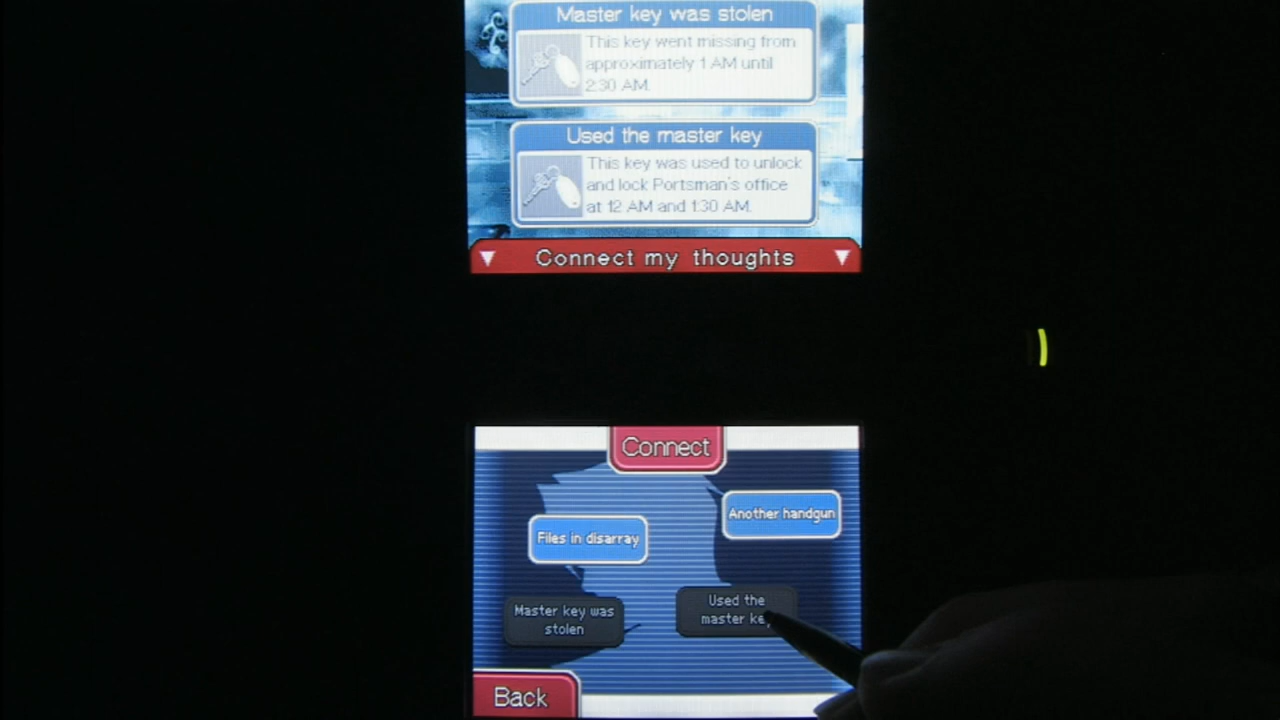 Master key was stolen
This key went missing from
approximately 1 AM until
2:30 AM.
Used the master key
This key was used to unlock
and lock Portsman's office
at 12 AM and 1:30 AM.
Connect my thoughts
Connect
Another handgun
Files in disarray
Master key was
stolen
Used the
master key
Back